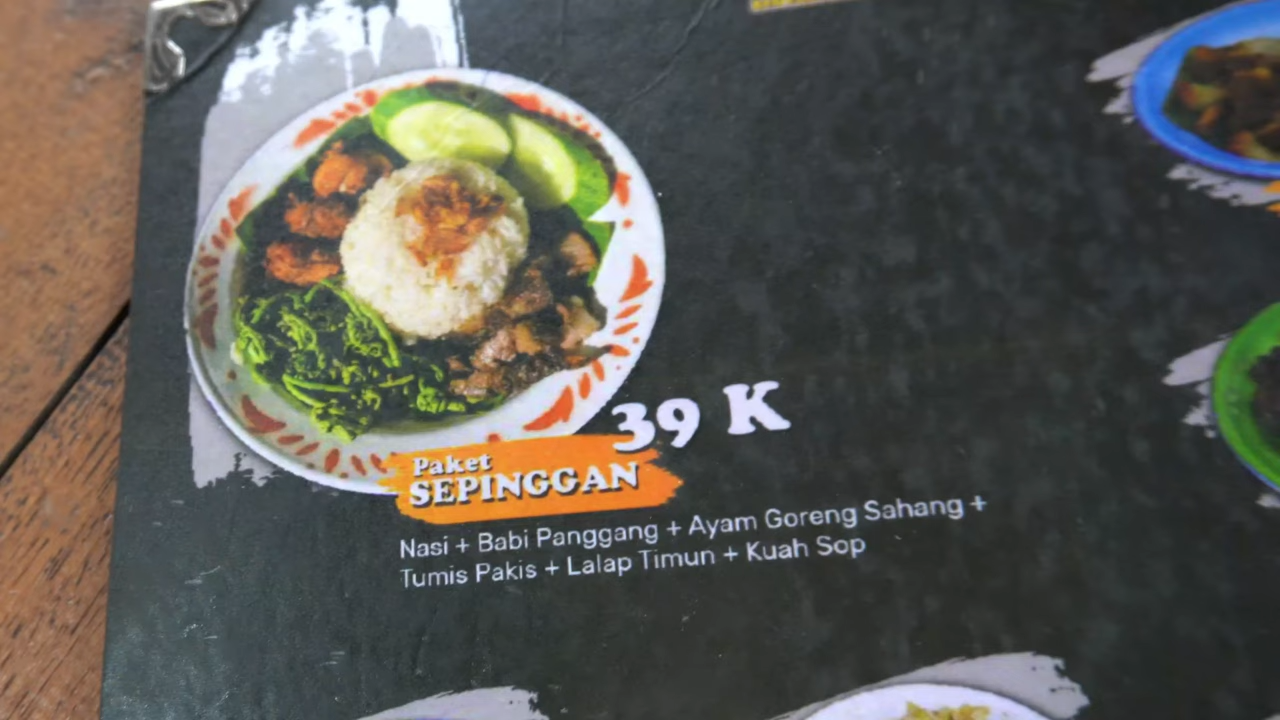 39 K
Paket
SEPINGGAN
Nasi + Babi Panggang + Ayam Goreng Sahang +
Tumis Pakis + Lalap Timun + Kuah Sop